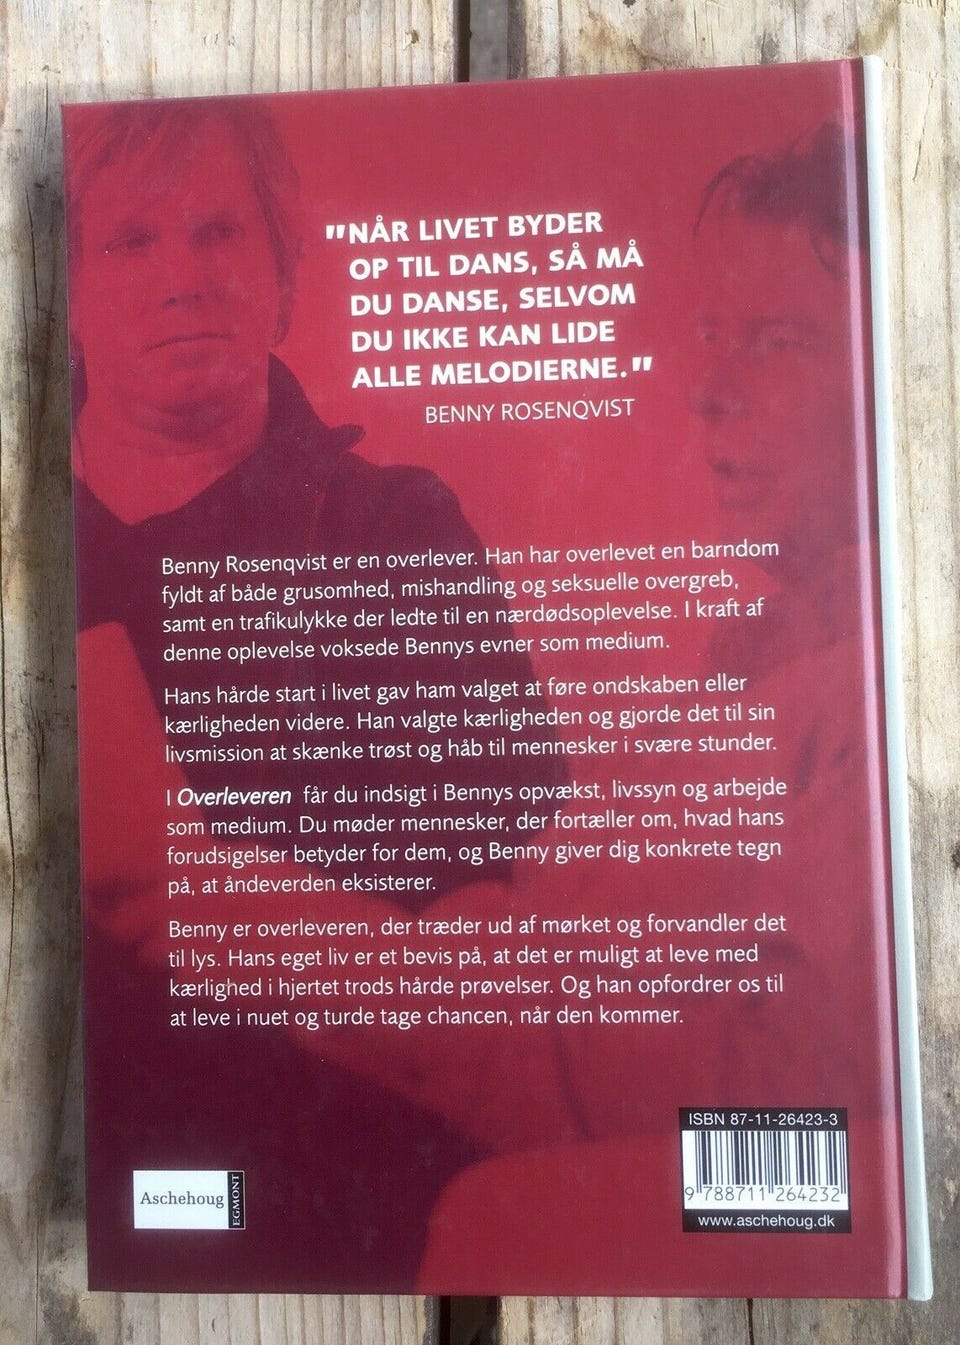 "NÅR LIVET BYDER
OP TIL DANS, SÅ MÅ
DU DANSE, SELVOM
DU IKKE KAN LIDE
ALLE MELODIERNE."
BENNY ROSENQVIST
Benny Rosenqvist er en overlever. Han har overlevet en barndom
fyldt af både grusomhed, mishandling og seksuelle overgreb,
samt en trafikulykke der ledte til en nærdødsoplevelse. I kraft af
denne oplevelse voksede Bennys evner som medium.
Hans hårde start i livet gav ham valget at føre ondskaben eller
kærligheden videre. Han valgte kærligheden og gjorde det til sin
livsmission at skænke trøst og håb til mennesker i svære stunder.
I Overleveren får du indsigt i Bennys opvækst, livssyn og arbejde
som medium. Du møder mennesker, der fortæller om, hvad hans
forudsigelser betyder for dem, og Benny giver dig konkrete tegn
på, at åndeverden eksisterer.
Benny er overleveren, der træder ud af mørket og forvandler det
til lys. Hans eget liv er et bevis på, at det er muligt at leve med
kærlighed i hjertet trods hårde prøvelser. Og han opfordrer os til
at leve i nuet og turde tage chancen, når den kommer.
ISBN 87-11-26423-3
9 788711 264232
www.aschehoug.dk
Aschehoug
EGMONT